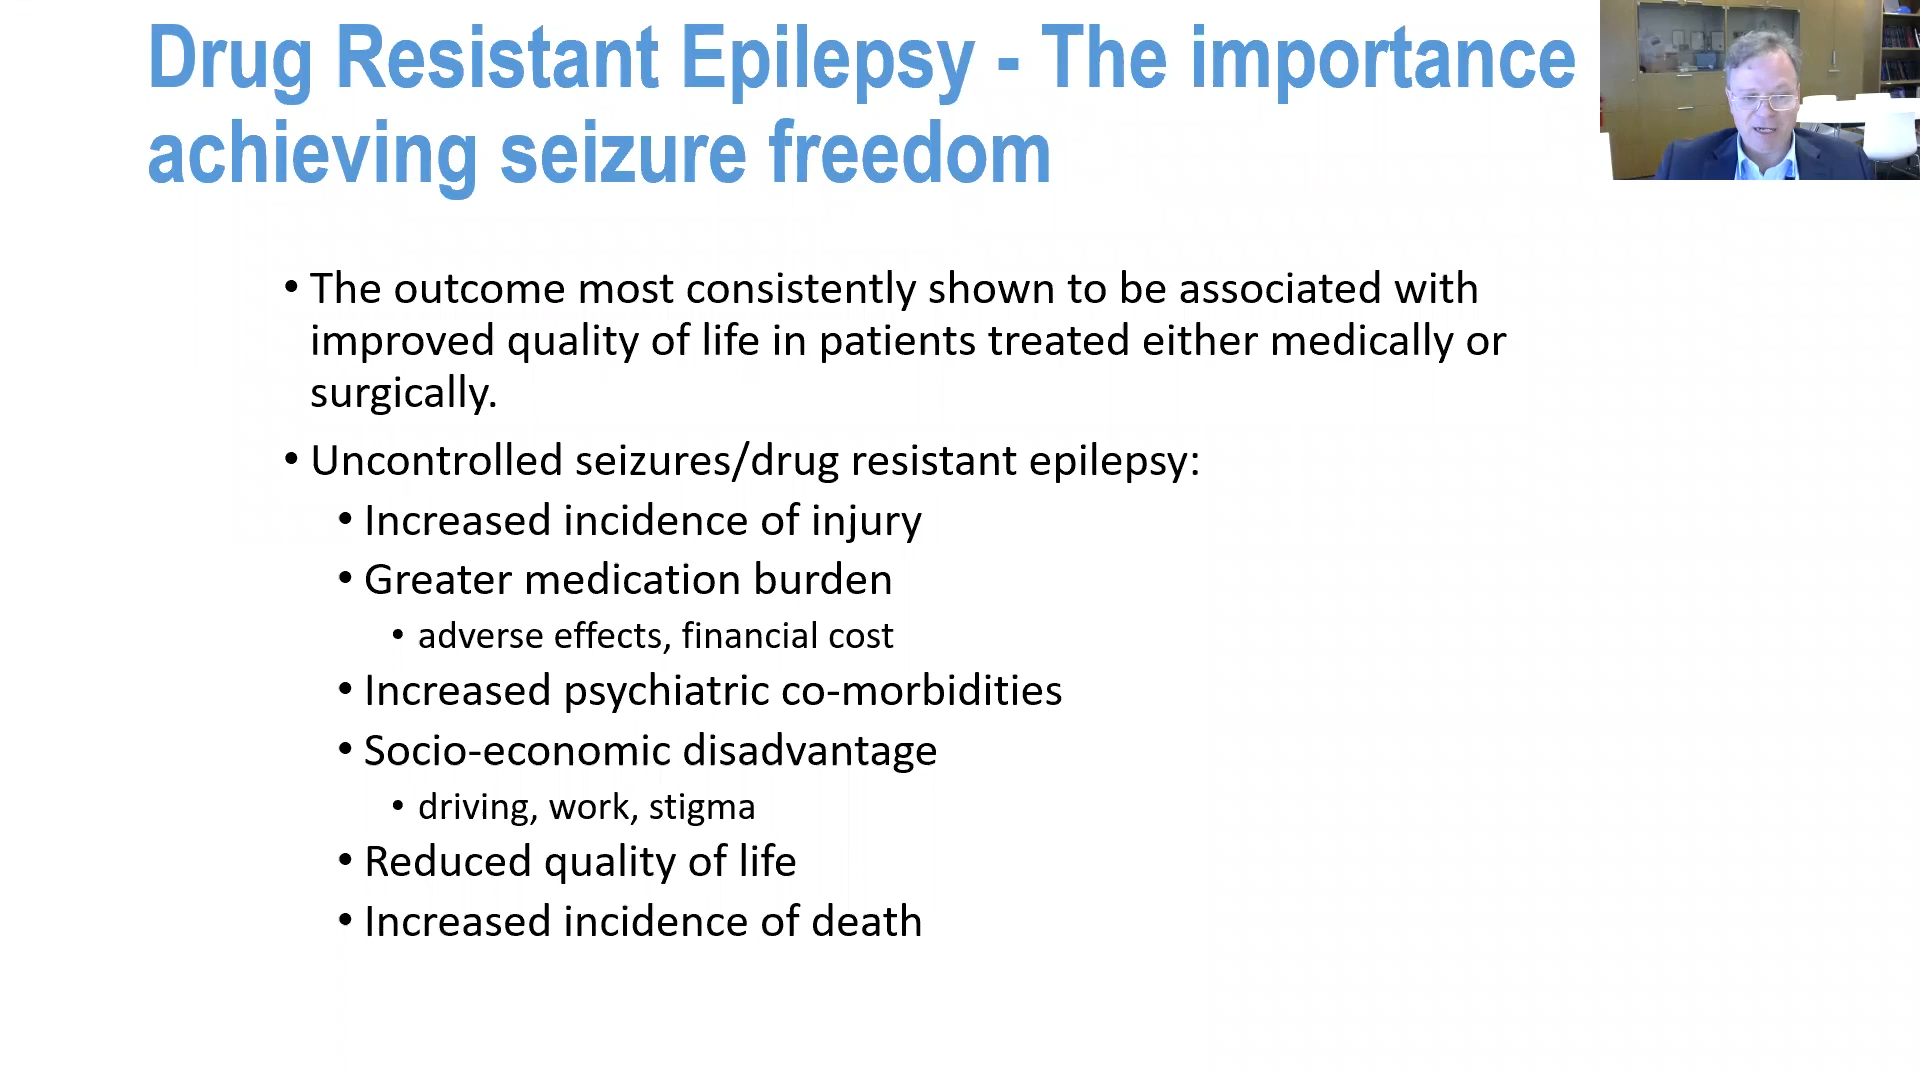 Drug Resistant Epilepsy - The importance
achieving seizure freedom
• The outcome most consistently shown to be associated with
improved quality of life in patients treated either medically or
surgically.
• Uncontrolled seizures/drug resistant epilepsy:
• Increased incidence of injury
• Greater medication burden
• adverse effects, financial cost
• Increased psychiatric co-morbidities
• Socio-economic disadvantage
• driving, work, stigma
• Reduced quality of life
• Increased incidence of death